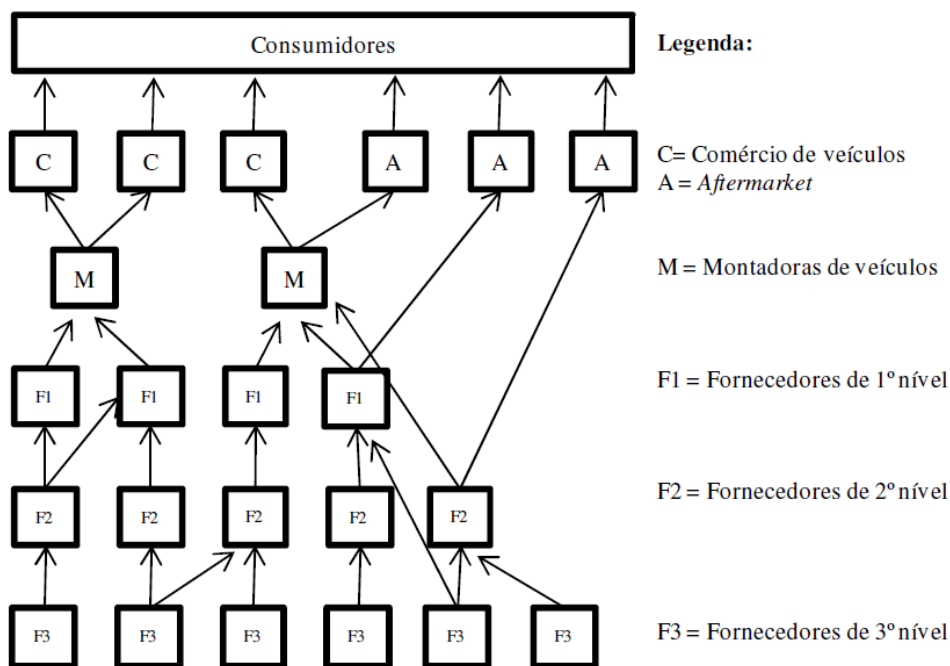 Consumidores
Legenda:
C C C A A A
C= Comércio de veículos
A = Aftermarket
M M
M = Montadoras de veículos
F1 F1 F1 F1
F1 = Fornecedores de 1º nível
F2 F2 F2 F2 F2
F2 = Fornecedores de 2º nível
F3 F3 F3 F3 F3 F3
F3 = Fornecedores de 3º nível